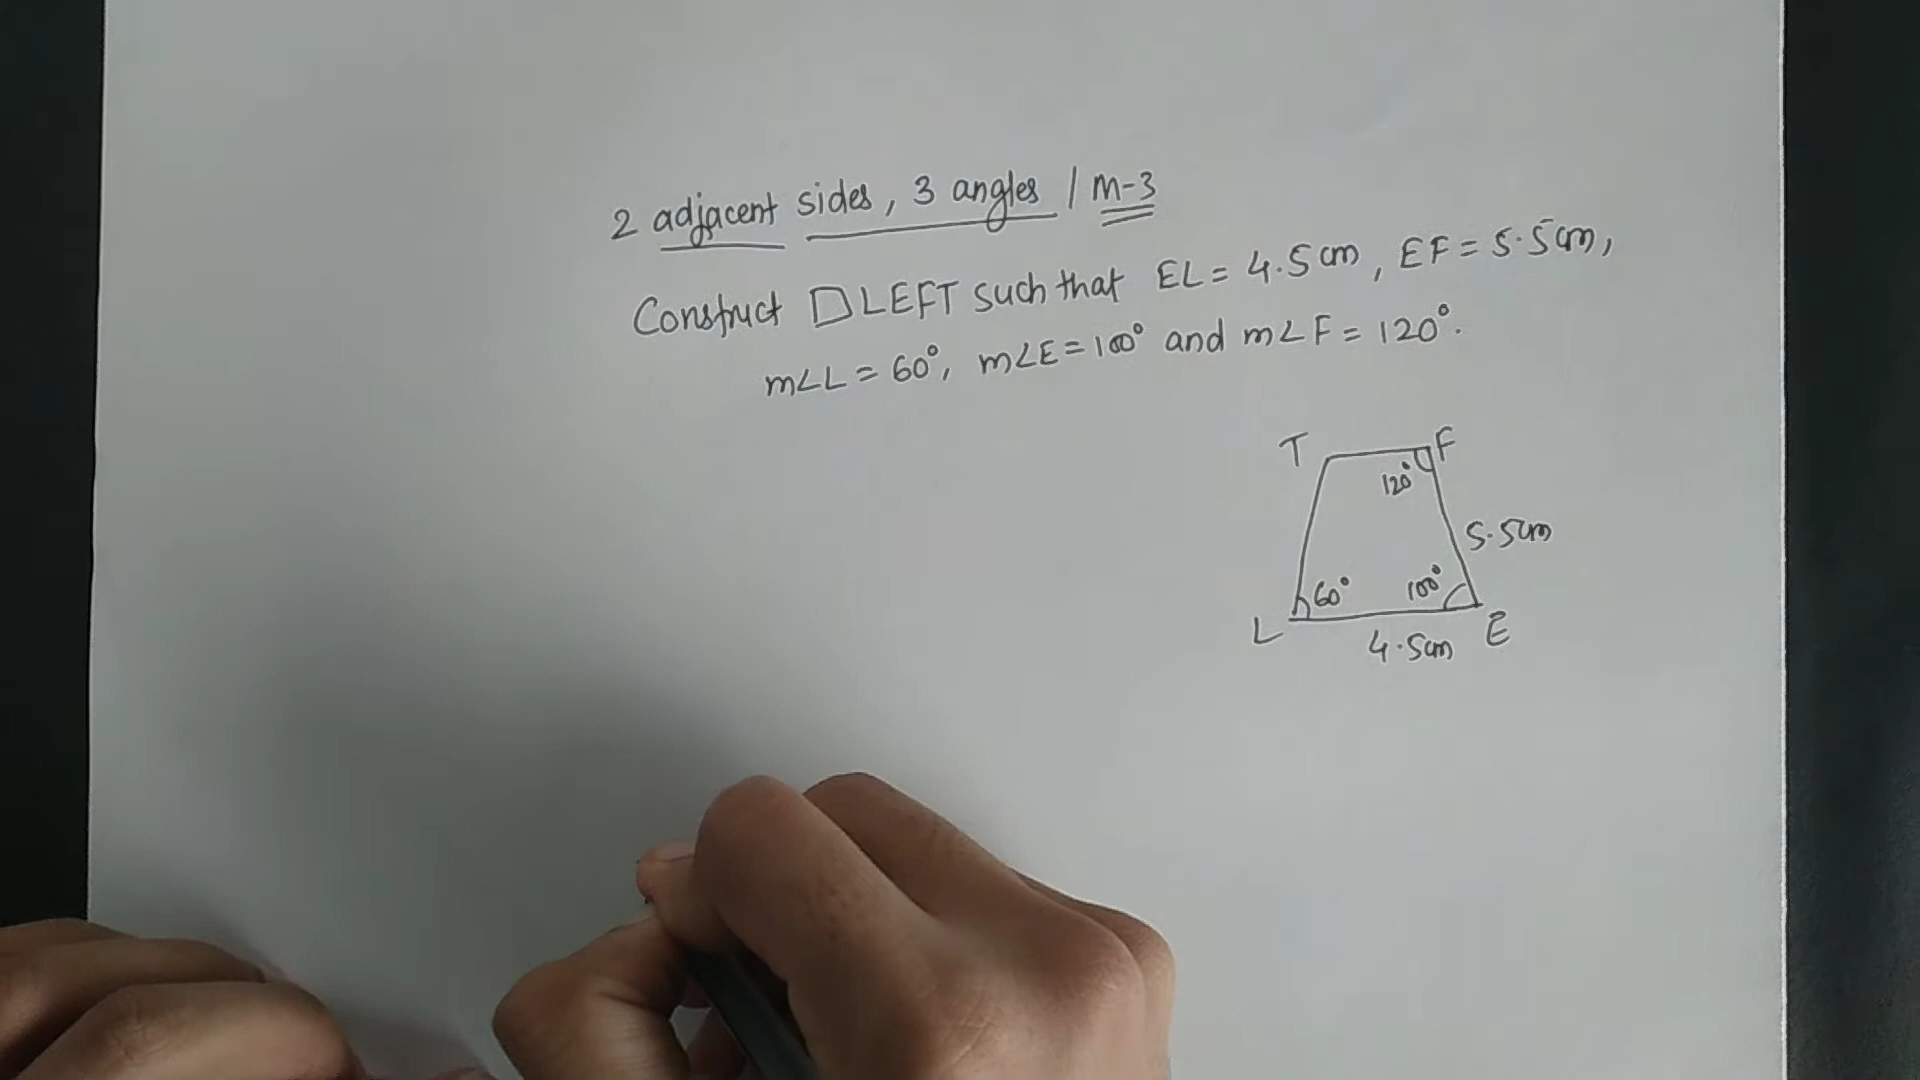 2 adjacent sides, 3 angles / M-3
Construct □LEFT such that EL = 4.5 cm, EF = 5.5 cm,
m∠L = 60°, m∠E = 100° and m∠F = 120°.
T F
120°
5.5cm
60° 100°
L E
4.5cm